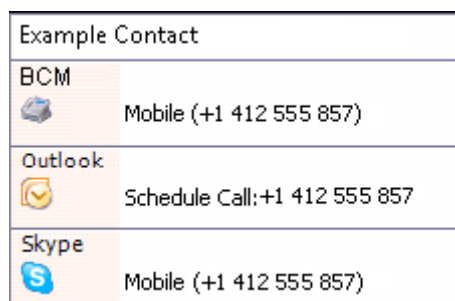 Example Contact
BCM
Mobile (+1 412 555 857)
Outlook
Schedule Call:+1 412 555 857
Skype
Mobile (+1 412 555 857)